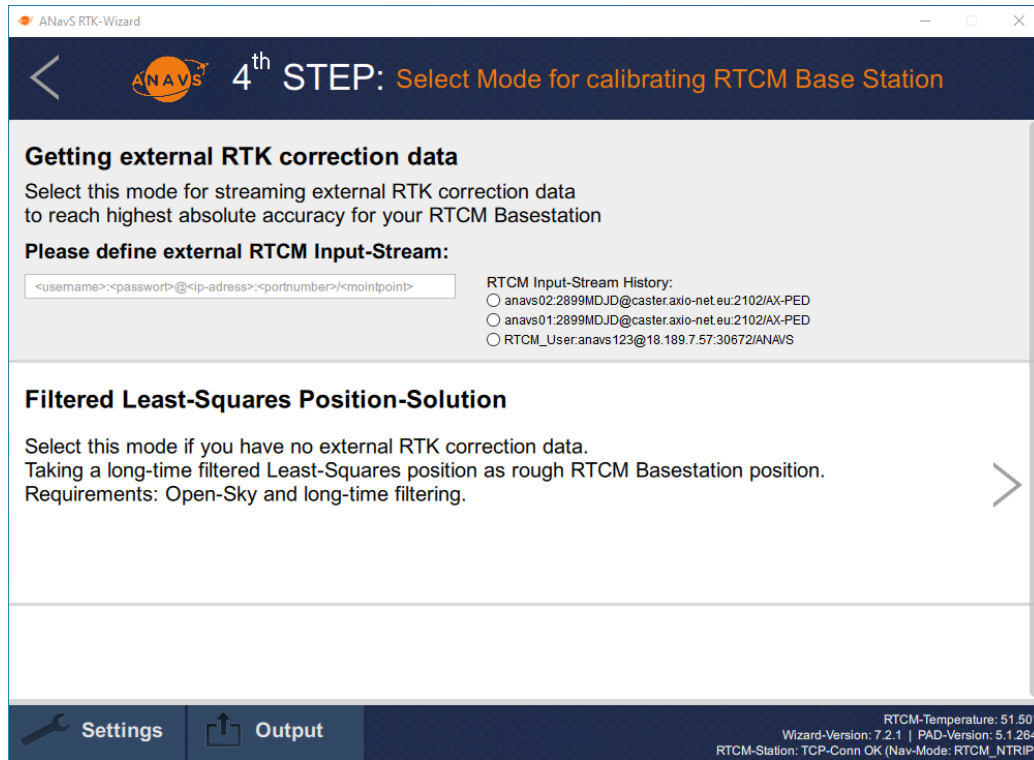 ANavS RTK-Wizard
ANAVS
4th STEP: Select Mode for calibrating RTCM Base Station
Getting external RTK correction data
Select this mode for streaming external RTK correction data
to reach highest absolute accuracy for your RTCM Basestation
Please define external RTCM Input-Stream:
<username>:<passwort>@<ip-adress>:<portnumber>/<mointpoint>
RTCM Input-Stream History:
anavs02:2899MDJD@caster.axio-net.eu:2102/AX-PED
anavs01:2899MDJD@caster.axio-net.eu:2102/AX-PED
RTCM_User:anavs123@18.189.7.57:30672/ANAVS
Filtered Least-Squares Position-Solution
Select this mode if you have no external RTK correction data.
Taking a long-time filtered Least-Squares position as rough RTCM Basestation position.
Requirements: Open-Sky and long-time filtering.
Settings
Output
RTCM-Temperature: 51.50
Wizard-Version: 7.2.1 | PAD-Version: 5.1.264
RTCM-Station: TCP-Conn OK (Nav-Mode: RTCM_NTRIP